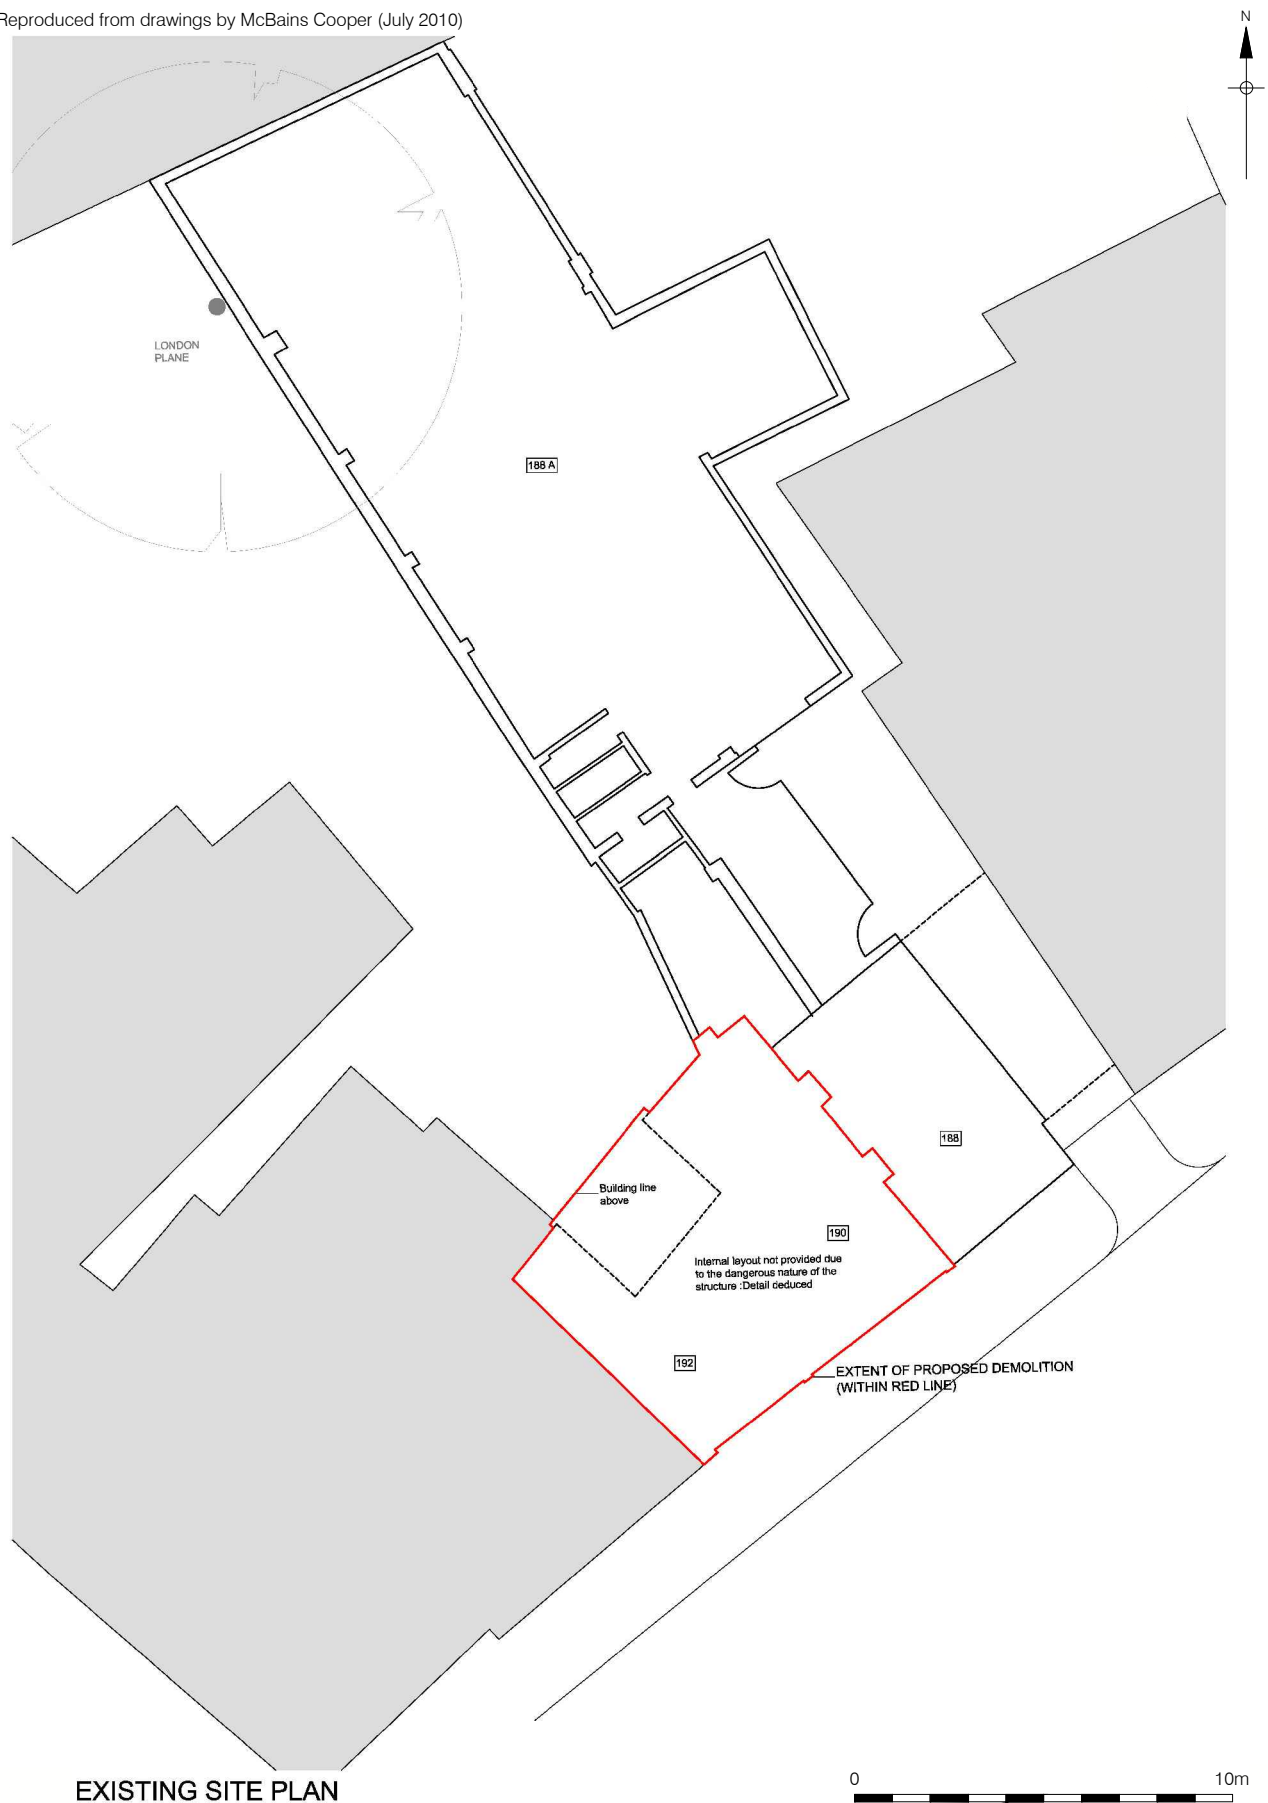 Reproduced from drawings by McBains Cooper (July 2010)
N
LONDON
PLANE
188 A
188
Building line
above
190
Internal layout not provided due
to the dangerous nature of the
structure :Detail deduced
192
EXTENT OF PROPOSED DEMOLITION
(WITHIN RED LINE)
EXISTING SITE PLAN
0
10m